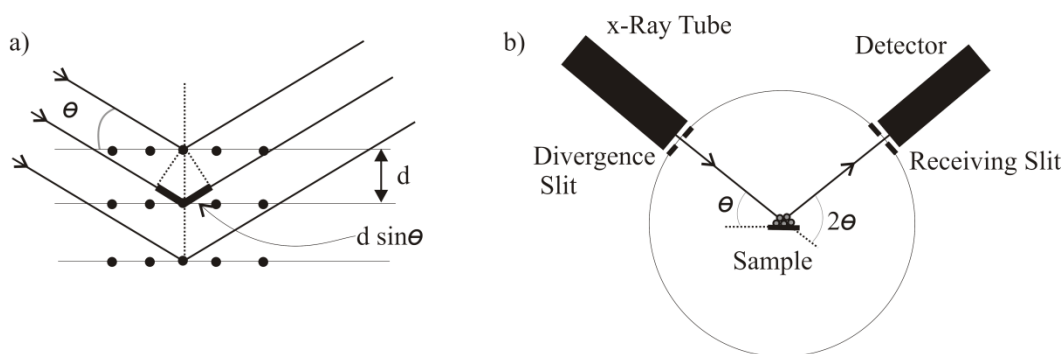 a)
θ
d
d sinθ
b)
x-Ray Tube
Detector
Divergence
Slit
Receiving Slit
θ
2θ
Sample